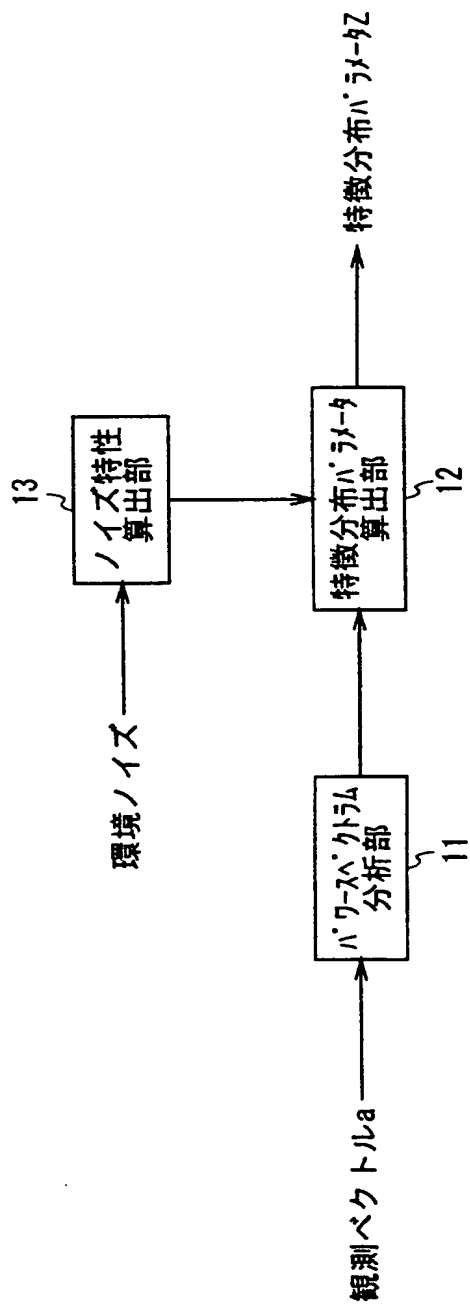 13
ノイズ特性
算出部
環境ノイズ
観測ベクトルa
パワースペクトラム
分析部
11
特徴分布パラメータ
算出部
12
特徴分布パラメータZ